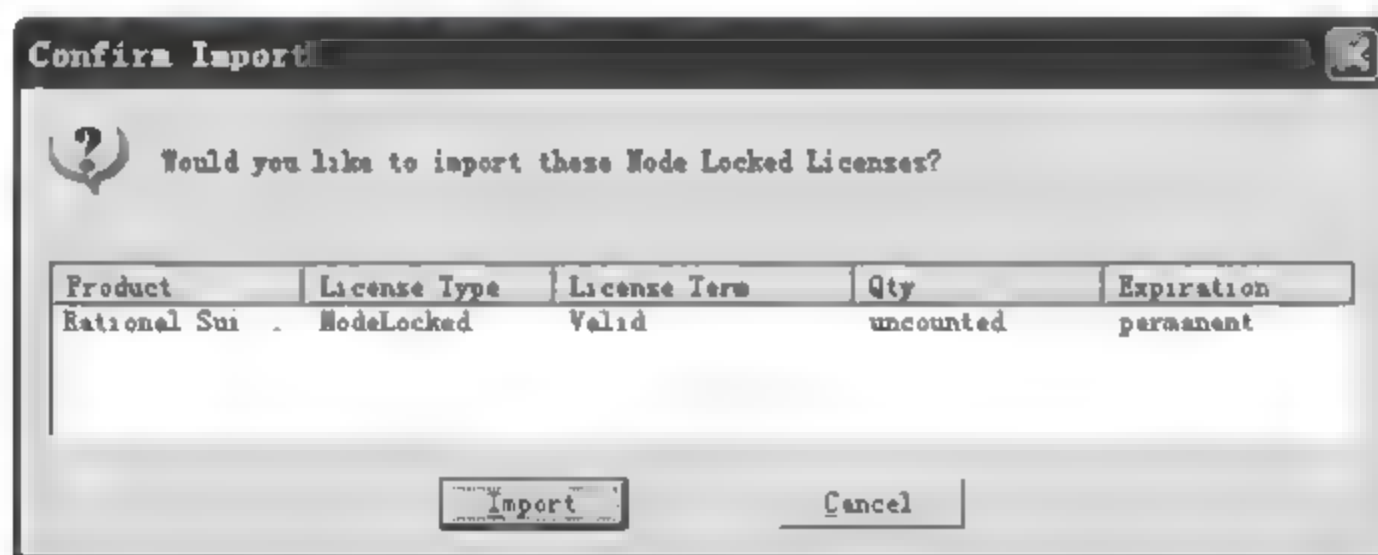 Confirm Import
Would you like to import these Node Locked Licenses?
Product License Type License Term Qty Expiration
Rational Sui... NodeLocked Valid uncounted permanent
Import Cancel